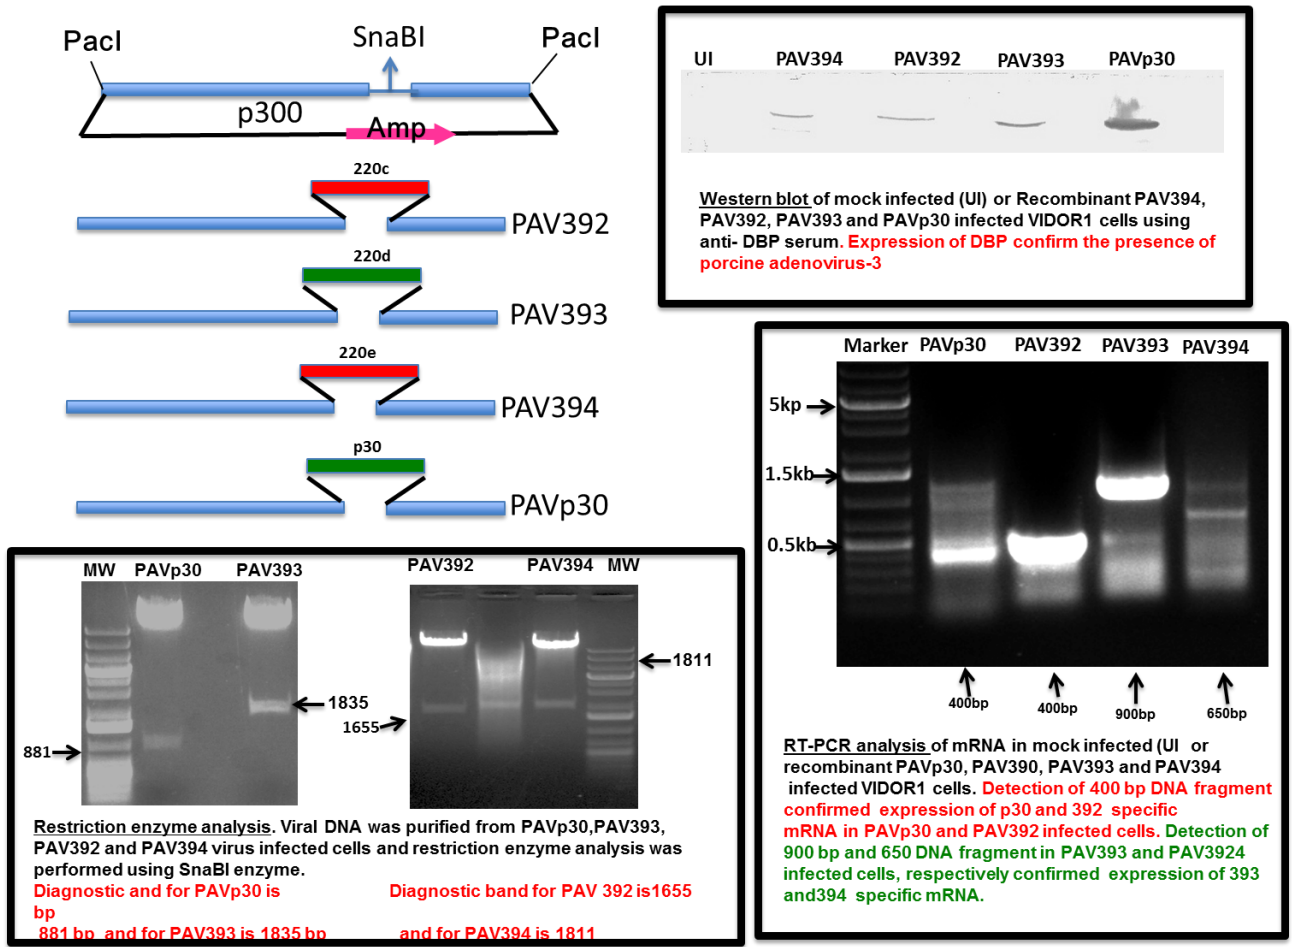 PacI
SnaBI
PacI
p300
Amp
220c
PAV392
220d
PAV393
220e
PAV394
p30
PAVp30
UI PAV394 PAV392 PAV393 PAVp30
Western blot of mock infected (UI) or Recombinant PAV394,
PAV392, PAV393 and PAVp30 infected VIDOR1 cells using
anti- DBP serum. Expression of DBP confirm the presence of
porcine adenovirus-3
Marker PAVp30 PAV392 PAV393 PAV394
5kp
1.5kb
0.5kb
400bp 400bp 900bp 650bp
RT-PCR analysis of mRNA in mock infected (UI or
recombinant PAVp30, PAV390, PAV393 and PAV394
infected VIDOR1 cells. Detection of 400 bp DNA fragment
confirmed expression of p30 and 392 specific
mRNA in PAVp30 and PAV392 infected cells. Detection of
900 bp and 650 DNA fragment in PAV393 and PAV3924
infected cells, respectively confirmed expression of 393
and394 specific mRNA.
MW PAVp30 PAV393
1835
881
PAV392 PAV394 MW
1811
1655
Restriction enzyme analysis. Viral DNA was purified from PAVp30,PAV393,
PAV392 and PAV394 virus infected cells and restriction enzyme analysis was
performed using SnaBI enzyme.
Diagnostic and for PAVp30 is Diagnostic band for PAV 392 is1655
bp
881 bp and for PAV393 is 1835 bp and for PAV394 is 1811